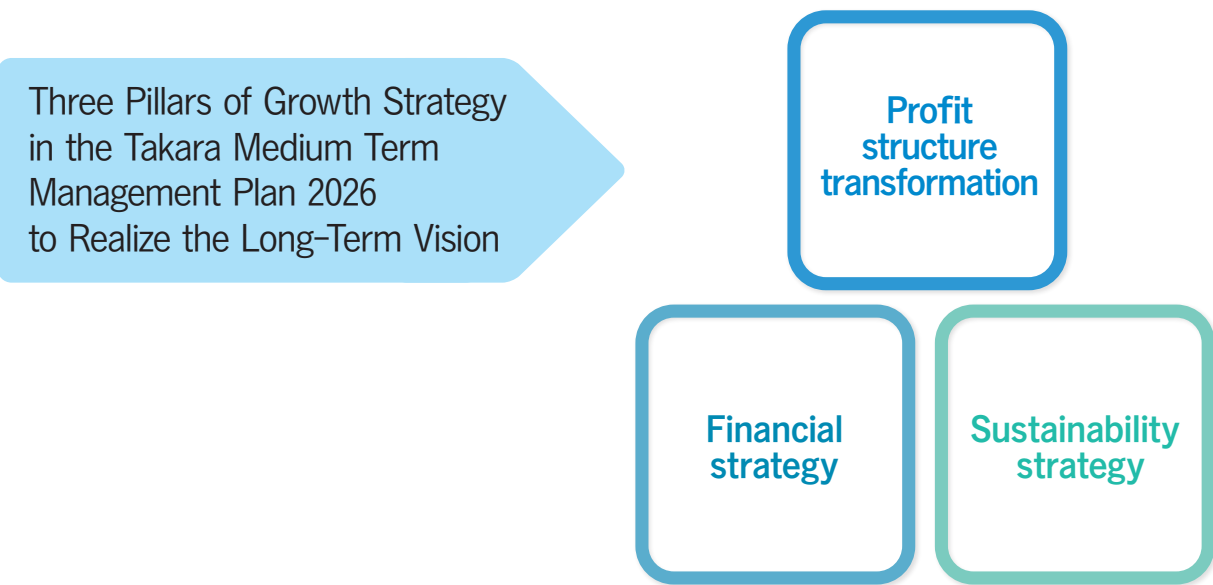 Three Pillars of Growth Strategy
in the Takara Medium Term
Management Plan 2026
to Realize the Long-Term Vision
Profit
structure
transformation
Financial
strategy
Sustainability
strategy